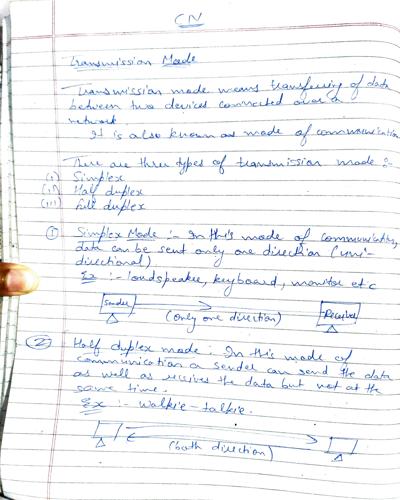 CN
Transmission Mode
Transmission mode means transferring of data
between two devices connected over a
network
It is also known as mode of communication
There are three types of transmission mode :-
(i) Simplex
(ii) Half duplex
(iii) full duplex
① Simplex Mode :- In this mode of communication,
data can be sent only one direction (uni-
directional)
Ex :- loudspeaker, keyboard, monitor etc
Sender Receiver
(only one direction)
② Half duplex mode : In this mode of
communication a sender can send the data
as well as receives the data but not at the
same time.
Ex :- walkie-talkie.
(both direction)